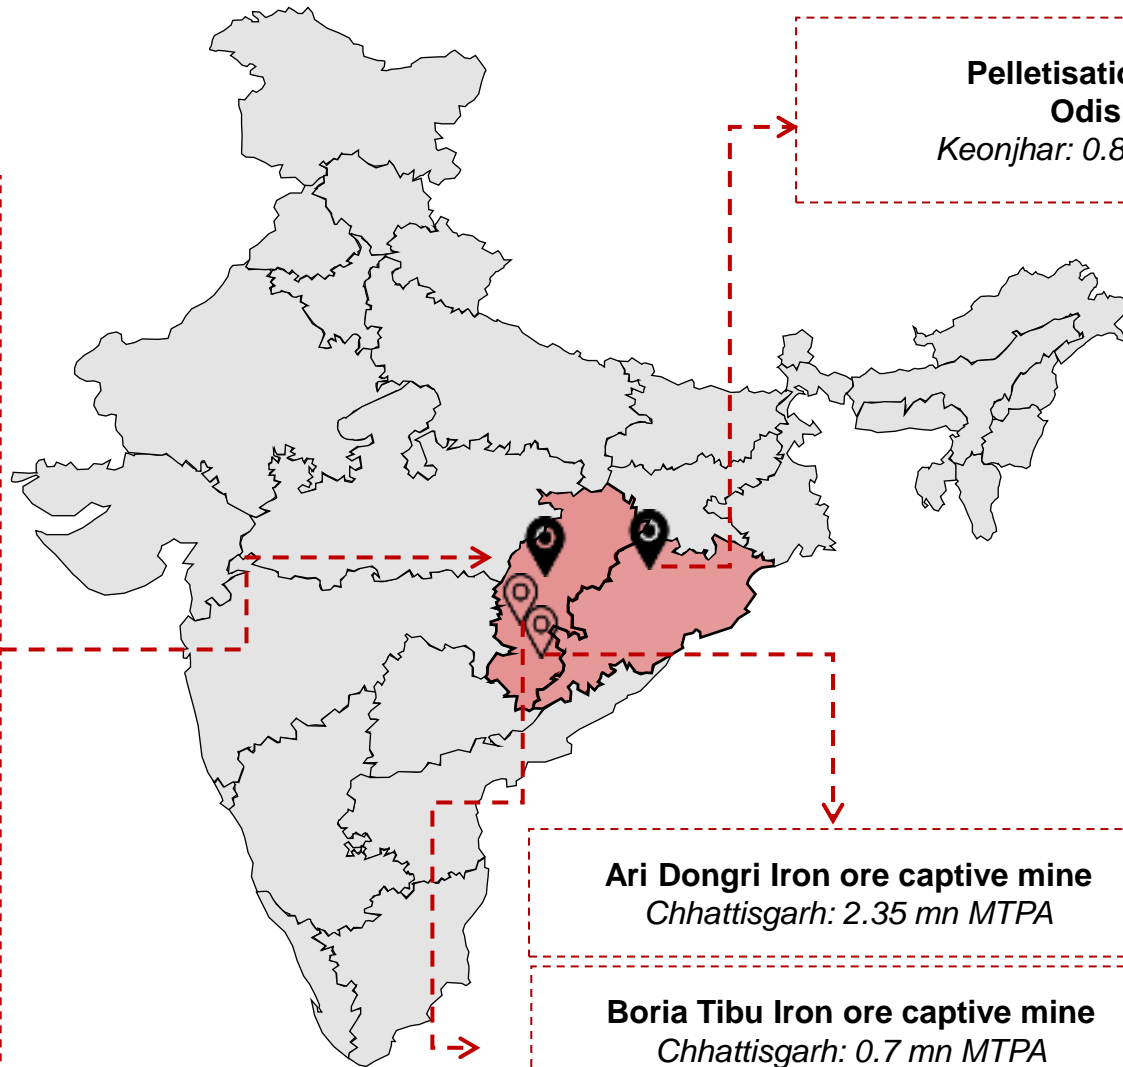 Odis
Keonjhar: 0.8
Ari Dongri Iron ore captive mine
Chhattisgarh: 2.35 mn MTPA
Boria Tibu Iron ore captive mine
Chhattisgarh: 0.7 mn MTPA